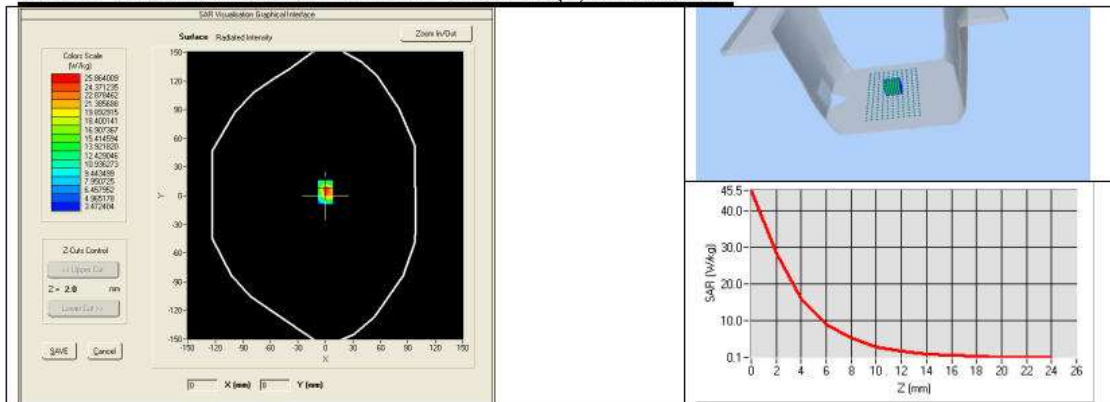 SAR Visualisation Graphical Interface
Surface Radiated Intensity
Zoom In/Out
Colors Scale
(W/kg)
25.864009
24.371235
22.878462
21.385688
19.892915
18.400141
16.907367
15.414594
13.921820
12.429046
10.936273
9.443499
7.950725
6.457952
4.965178
3.472404
Z-Cuts Control
<< Upper Cut
Z = 2.0 mm
Lower Cut >>
SAVE Cancel
150
120
90
60
30
0
-30
-60
-90
-120
-150
Y
-150 -120 -90 -60 -30 0 30 60 90 120 150
X
0 X (mm) 0 Y (mm)
45.5
40.0
30.0
20.0
10.0
0.1
SAR (W/kg)
0 2 4 6 8 10 12 14 16 18 20 22 24 26
Z (mm)